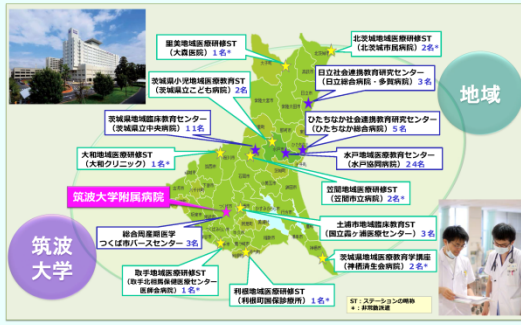 里美地域医療研修ST
（大森医院）１名*
北茨城地域医療研修ST
（北茨城市民病院）２名*
茨城県小児地域医療教育ST
（茨城県立こども病院）２名
日立社会連携教育研究センター
（日立総合病院・多賀病院）３名
地域
茨城県地域臨床教育センター
（茨城県立中央病院）１１名
ひたちなか社会連携教育研究センター
（ひたちなか総合病院）５名
大和地域医療研修ST
（大和クリニック）１名*
水戸地域医療教育センター
（水戸協同病院）２４名
筑波大学附属病院
笠間地域医療研修ST
（笠間市立病院）２名*
総合周産期医学
つくば市バースセンター ３名
土浦市地域臨床教育ST
（国立霞ヶ浦医療センター）３名
筑波
大学
取手地域医療研修ST
（取手北相馬保健医療センター
医師会病院）１名*
利根地域医療研修ST
（利根町国保診療所）１名*
茨城県地域医療教育学講座
（神栖済生会病院）２名*
ST：ステーションの略称
*：非常勤派遣